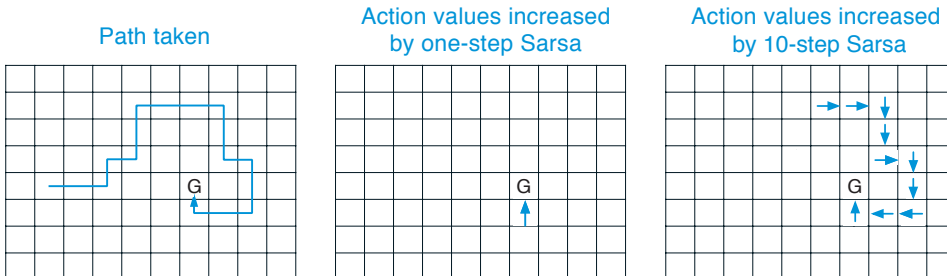 Path taken
Action values increased
by one-step Sarsa
Action values increased
by 10-step Sarsa
G
G
G